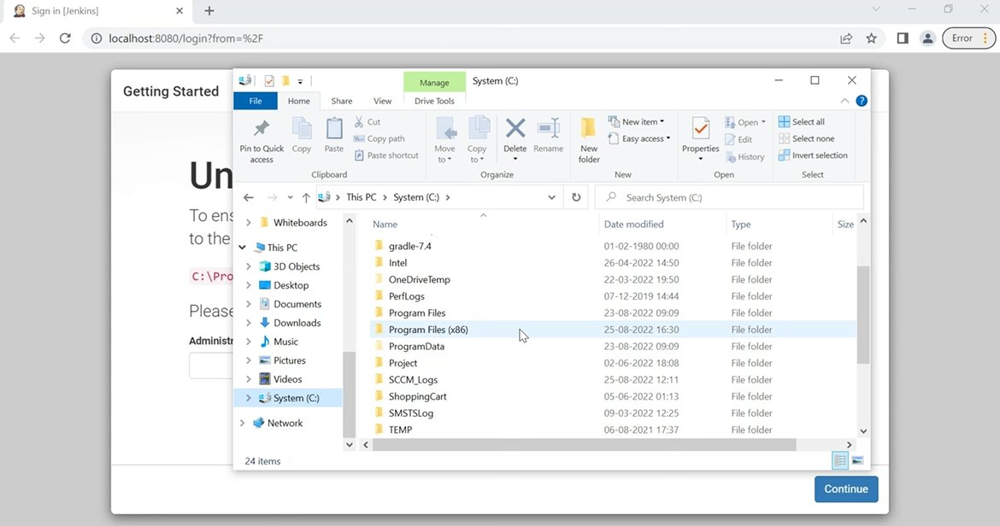 Sign in [Jenkins]
localhost:8080/login?from=%2F
Error
Getting Started
Manage
System (C:)
File
Home
Share
View
Drive Tools
Pin to Quick access
Copy
Paste
Cut
Copy path
Paste shortcut
Clipboard
Move to
Copy to
Delete
Rename
Organize
New folder
New item
Easy access
New
Properties
Open
Edit
History
Open
Select all
Select none
Invert selection
Select
This PC
System (C:)
Search System (C:)
Un
To ens
to the
C:\Pro
Please
Administr
Whiteboards
This PC
3D Objects
Desktop
Documents
Downloads
Music
Pictures
Videos
System (C:)
Network
Name Date modified Type Size
gradle-7.4 01-02-1980 00:00 File folder
Intel 26-04-2022 14:50 File folder
OneDriveTemp 22-03-2022 19:50 File folder
PerfLogs 07-12-2019 14:44 File folder
Program Files 23-08-2022 09:09 File folder
Program Files (x86) 25-08-2022 16:30 File folder
ProgramData 23-08-2022 09:09 File folder
Project 02-06-2022 18:08 File folder
SCCM_Logs 25-08-2022 12:11 File folder
ShoppingCart 05-06-2022 01:13 File folder
SMSTSLog 09-03-2022 12:25 File folder
TEMP 06-08-2021 17:37 File folder
24 items
Continue